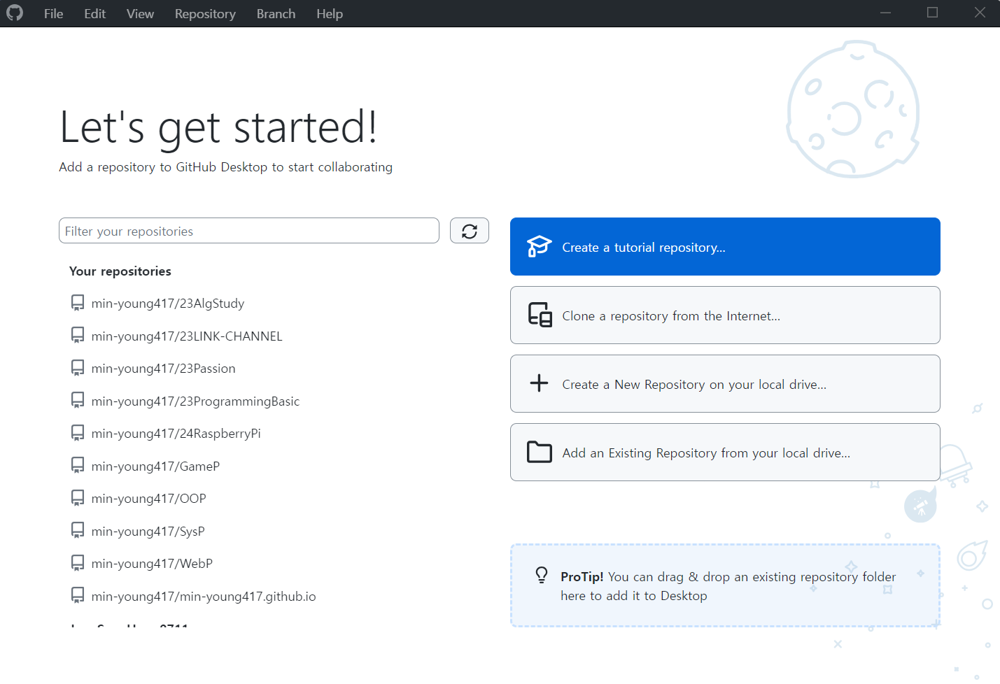 File Edit View Repository Branch Help
Let's get started!
Add a repository to GitHub Desktop to start collaborating
Filter your repositories
Your repositories
min-young417/23AlgStudy
min-young417/23LINK-CHANNEL
min-young417/23Passion
min-young417/23ProgrammingBasic
min-young417/24RaspberryPi
min-young417/GameP
min-young417/OOP
min-young417/SysP
min-young417/WebP
min-young417/min-young417.github.io
Create a tutorial repository...
Clone a repository from the Internet...
Create a New Repository on your local drive...
Add an Existing Repository from your local drive...
ProTip! You can drag & drop an existing repository folder
here to add it to Desktop